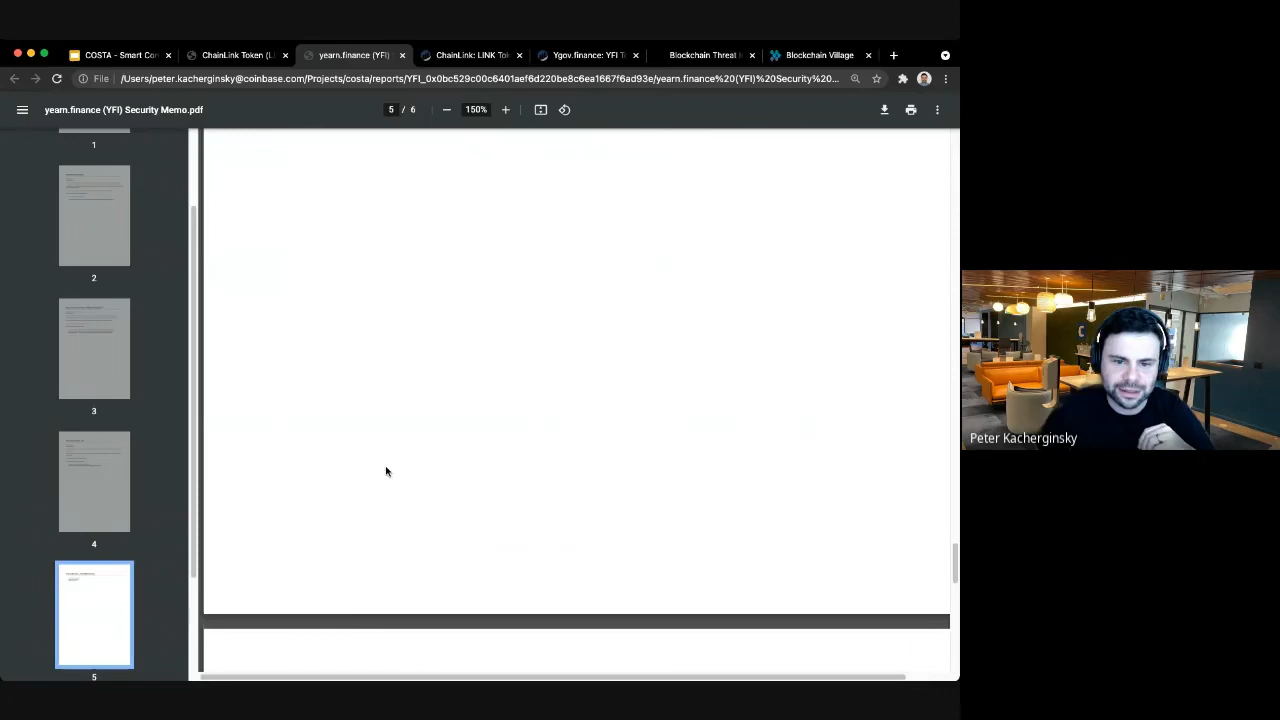 COSTA - Smart Con
ChainLink Token (L
yearn.finance (YFI)
ChainLink: LINK Tok
Ygov.finance: YFI To
Blockchain Threat I
Blockchain Village
File
/Users/peter.kacherginsky@coinbase.com/Projects/costa/reports/YFI_0x0bc529c00c6401aef6d220be8c6ea1667f6ad93e/yearn.finance%20(YFI)%20Security%20...
yearn.finance (YFI) Security Memo.pdf
5 / 6
150%
1
2
3
4
5
C
Peter Kacherginsky